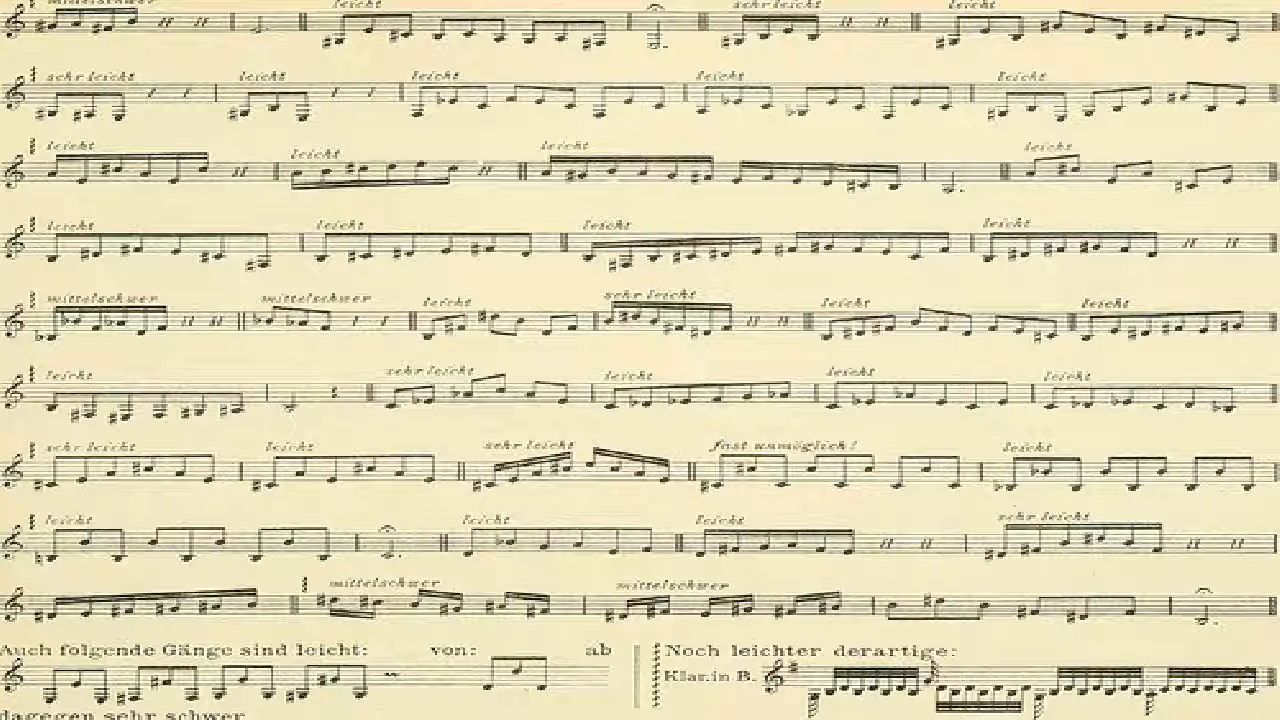 mittelschwer leicht sehr leicht leicht
sehr leicht leicht leicht leicht leicht
leicht leicht leicht leicht
leicht leicht leicht leicht
mittelschwer mittelschwer leicht sehr leicht leicht leicht
leicht sehr leicht leicht leicht leicht
sehr leicht leicht sehr leicht fast unmöglich! leicht
leicht leicht leicht sehr leicht
mittelschwer mittelschwer
Auch folgende Gänge sind leicht: von: ab
Noch leichter derartige:
Klar.in B.
dagegen sehr schwer